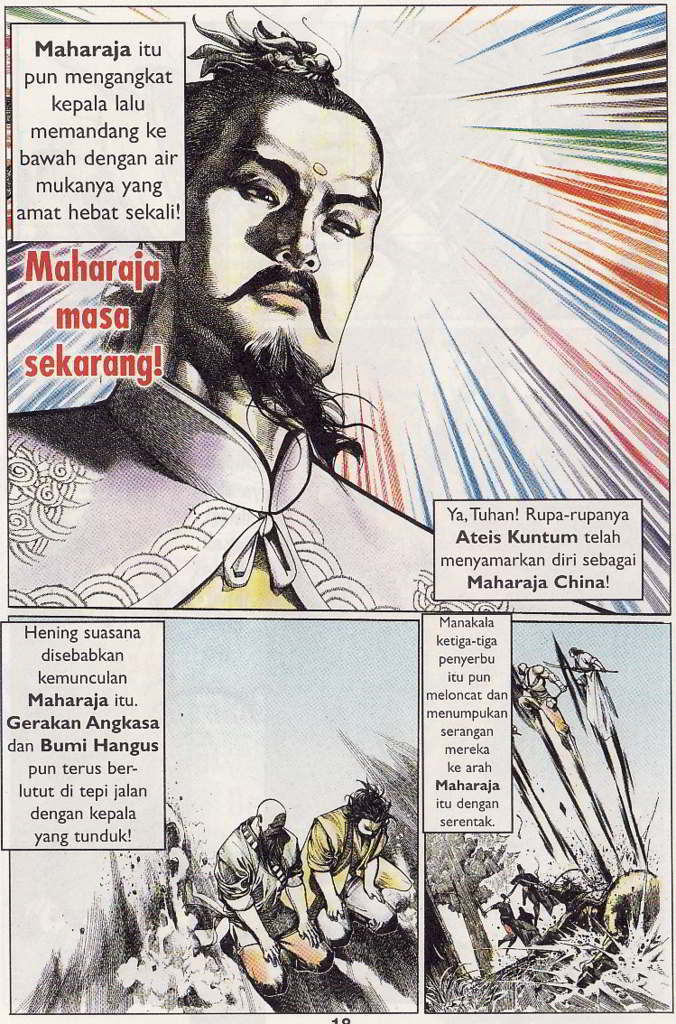 Maharaja itu
pun mengangkat
kepala lalu
memandang ke
bawah dengan air
mukanya yang
amat hebat sekali!
Maharaja
masa
sekarang!
Ya, Tuhan! Rupa-rupanya
Ateis Kuntum telah
menyamarkan diri sebagai
Maharaja China!
Hening suasana
disebabkan
kemunculan
Maharaja itu.
Gerakan Angkasa
dan Bumi Hangus
pun terus ber-
lutut di tepi jalan
dengan kepala
yang tunduk!
Manakala
ketiga-tiga
penyerbu
itu pun
meloncat dan
menumpukan
serangan
mereka
ke arah
Maharaja
itu dengan
serentak.
18